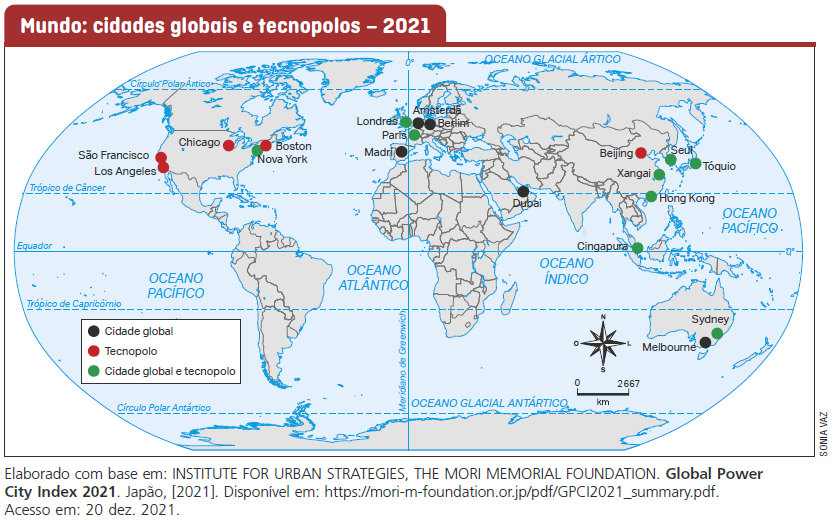 Mundo: cidades globais e tecnopolos – 2021
0°
OCEANO GLACIAL ÁRTICO
Círculo Polar Ártico
Amsterdã
Londres
Berlim
Paris
Chicago
Boston
Nova York
Madri
São Francisco
Los Angeles
Beijing
Seul
Tóquio
Xangai
Trópico de Câncer
Dubai
Hong Kong
OCEANO
PACÍFICO
Equador
Cingapura
0°
OCEANO
PACÍFICO
OCEANO
ATLÂNTICO
OCEANO
ÍNDICO
Trópico de Capricórnio
Meridiano de Greenwich
Sydney
Melbourne
Cidade global
Tecnopolo
Cidade global e tecnopolo
N
O
L
S
0 2 667
km
Círculo Polar Antártico
OCEANO GLACIAL ANTÁRTICO
SONIA VAZ
Elaborado com base em: INSTITUTE FOR URBAN STRATEGIES, THE MORI MEMORIAL FOUNDATION. Global Power
City Index 2021. Japão, [2021]. Disponível em: https://mori-m-foundation.or.jp/pdf/GPCI2021_summary.pdf.
Acesso em: 20 dez. 2021.